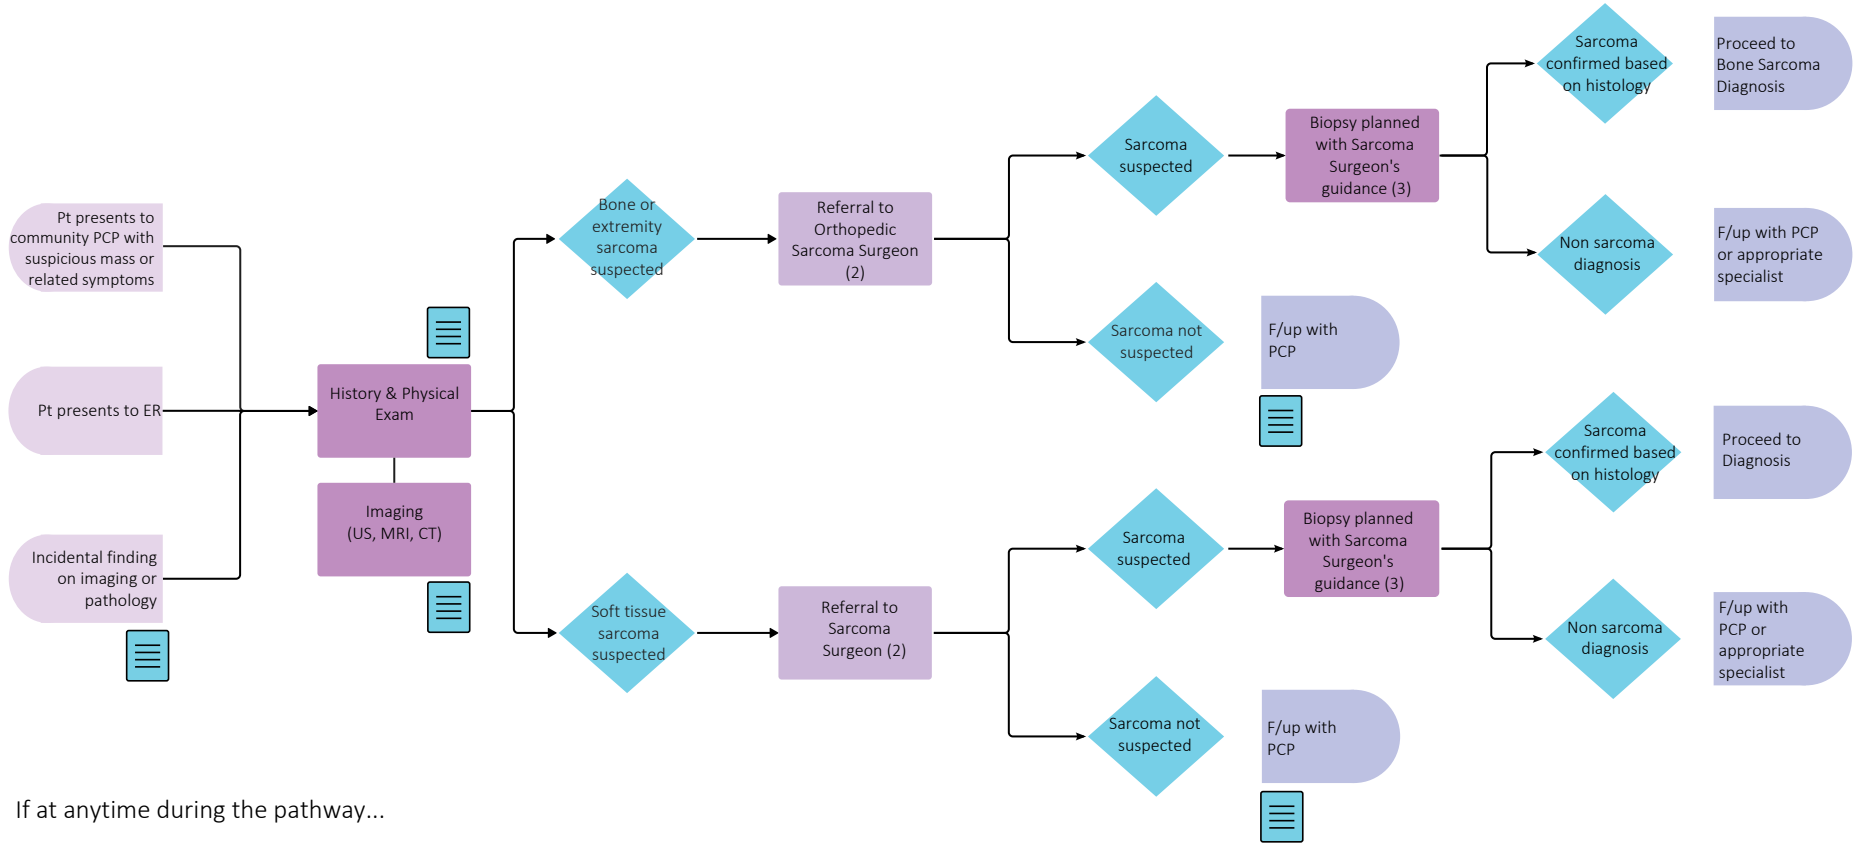 Pt presents to
community PCP with
suspicious mass or
related symptoms
Pt presents to ER
Incidental finding
on imaging or
pathology
History & Physical
Exam
Imaging
(US, MRI, CT)
Bone or
extremity
sarcoma
suspected
Referral to
Orthopedic
Sarcoma Surgeon
(2)
Sarcoma
suspected
Biopsy planned
with Sarcoma
Surgeon's
guidance (3)
Sarcoma
confirmed based
on histology
Proceed to
Bone Sarcoma
Diagnosis
Non sarcoma
diagnosis
F/up with PCP
or appropriate
specialist
Sarcoma not
suspected
F/up with
PCP
Soft tissue
sarcoma
suspected
Referral to
Sarcoma
Surgeon (2)
Sarcoma
suspected
Biopsy planned
with Sarcoma
Surgeon's
guidance (3)
Sarcoma
confirmed based
on histology
Proceed to
Diagnosis
Non sarcoma
diagnosis
F/up with
PCP or
appropriate
specialist
Sarcoma not
suspected
F/up with
PCP
If at anytime during the pathway...